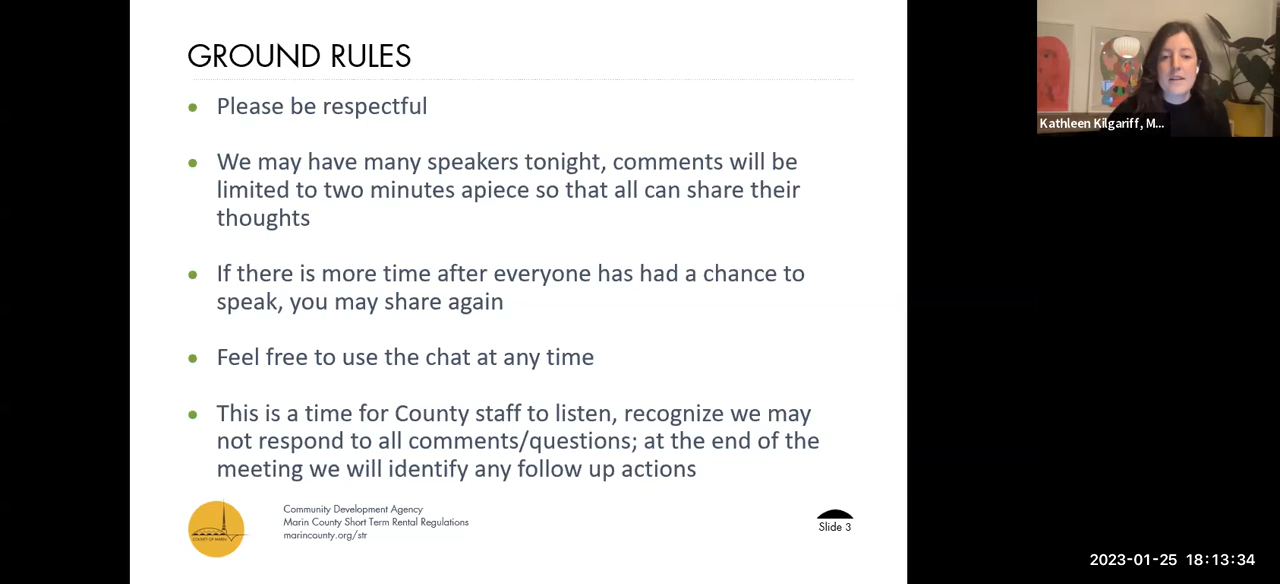 GROUND RULES
Please be respectful
We may have many speakers tonight, comments will be
limited to two minutes apiece so that all can share their
thoughts
If there is more time after everyone has had a chance to
speak, you may share again
Feel free to use the chat at any time
This is a time for County staff to listen, recognize we may
not respond to all comments/questions; at the end of the
meeting we will identify any follow up actions
COUNTY OF MARIN
Community Development Agency
Marin County Short Term Rental Regulations
marincounty.org/str
Slide 3
Kathleen Kilgariff, M...
2023-01-25 18:13:34